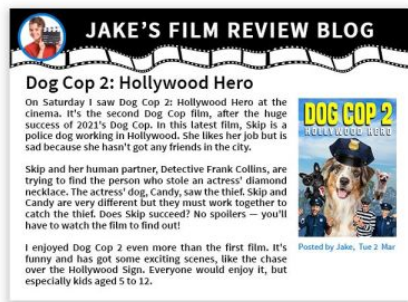 JAKE'S FILM REVIEW BLOG
Dog Cop 2: Hollywood Hero
On Saturday I saw Dog Cop 2: Hollywood Hero at the
cinema. It's the second Dog Cop film, after the huge
success of 2021's Dog Cop. In this latest film, Skip is a
police dog working in Hollywood. She likes her job but is
sad because she hasn't got any friends in the city.
Skip and her human partner, Detective Frank Collins, are
trying to find the person who stole an actress' diamond
necklace. The actress' dog, Candy, saw the thief. Skip and
Candy are very different but they must work together to
catch the thief. Does Skip succeed? No spoilers — you'll
have to watch the film to find out!
I enjoyed Dog Cop 2 even more than the first film. It's
funny and has got some exciting scenes, like the chase
over the Hollywood Sign. Everyone would enjoy it, but
especially kids aged 5 to 12.
DOG COP 2
HOLLYWOOD HERO
Posted by Jake, Tue 2 Mar